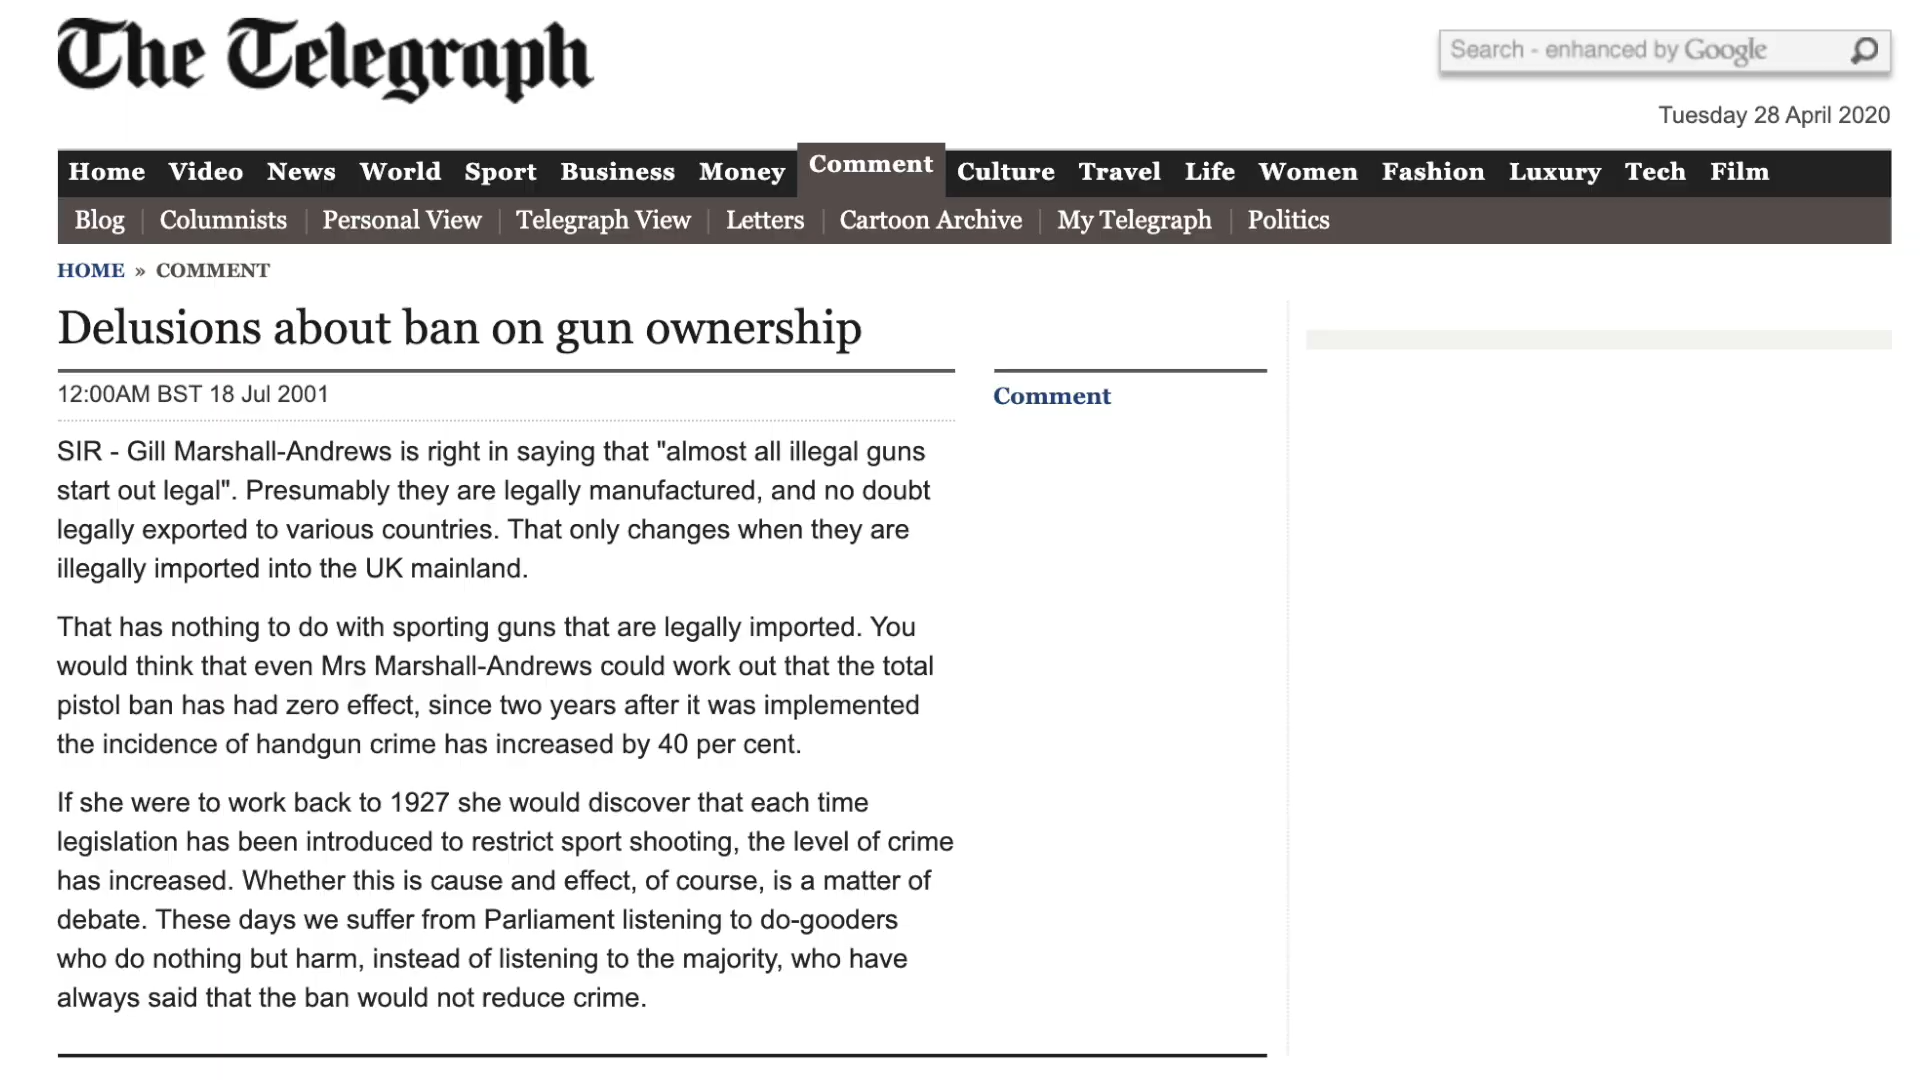 The Telegraph
Search - enhanced by Google
Tuesday 28 April 2020
Home Video News World Sport Business Money Comment Culture Travel Life Women Fashion Luxury Tech Film
Blog Columnists Personal View Telegraph View Letters Cartoon Archive My Telegraph Politics
HOME » COMMENT
Delusions about ban on gun ownership
12:00AM BST 18 Jul 2001
Comment
SIR - Gill Marshall-Andrews is right in saying that "almost all illegal guns
start out legal". Presumably they are legally manufactured, and no doubt
legally exported to various countries. That only changes when they are
illegally imported into the UK mainland.
That has nothing to do with sporting guns that are legally imported. You
would think that even Mrs Marshall-Andrews could work out that the total
pistol ban has had zero effect, since two years after it was implemented
the incidence of handgun crime has increased by 40 per cent.
If she were to work back to 1927 she would discover that each time
legislation has been introduced to restrict sport shooting, the level of crime
has increased. Whether this is cause and effect, of course, is a matter of
debate. These days we suffer from Parliament listening to do-gooders
who do nothing but harm, instead of listening to the majority, who have
always said that the ban would not reduce crime.